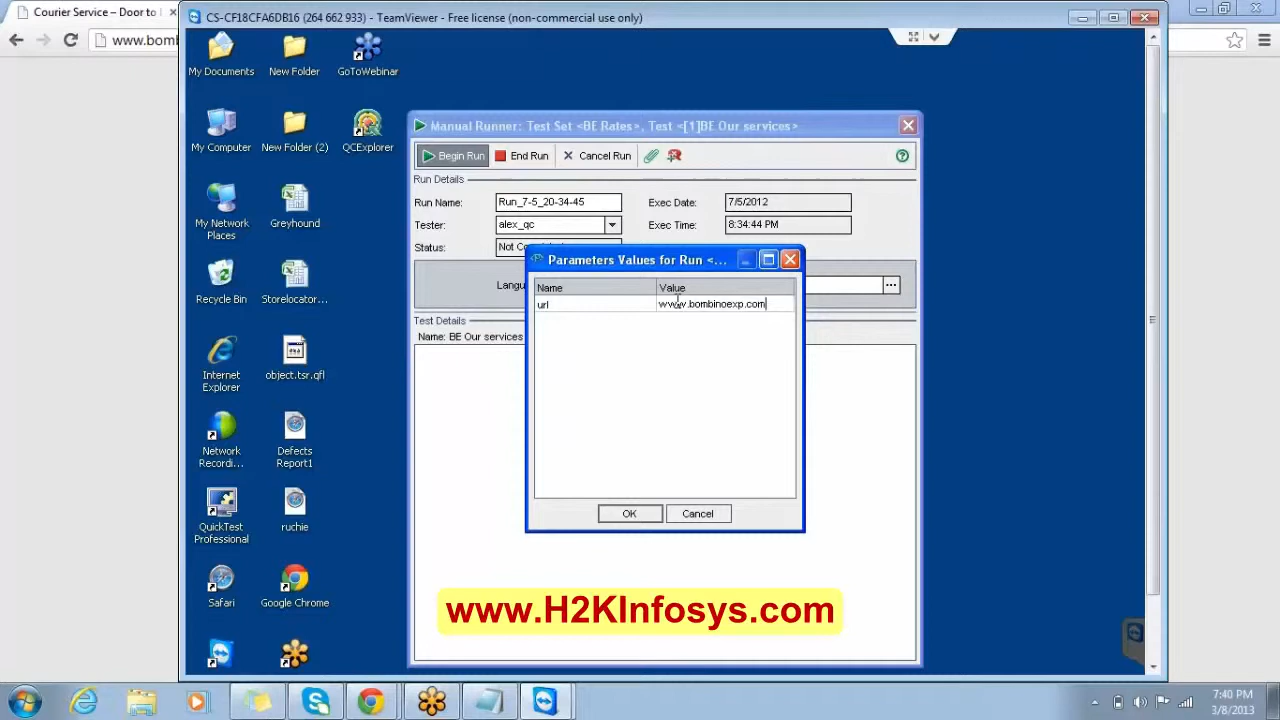 Courier Service – Door to
www.bomb
CS-CF18CFA6DB16 (264 662 933) - TeamViewer - Free license (non-commercial use only)
My Documents
New Folder
GoToWebinar
My Computer
New Folder (2)
QCExplorer
My Network
Places
Greyhound
Recycle Bin
Storelocator...
Internet
Explorer
object.tsr.qfl
Network
Recordi...
Defects
Report1
QuickTest
Professional
ruchie
Safari
Google Chrome
Manual Runner: Test Set <BE Rates>, Test <[1]BE Our services>
Begin Run
End Run
Cancel Run
Run Details
Run Name:
Run_7-5_20-34-45
Exec Date:
7/5/2012
Tester:
alex_qc
Exec Time:
8:34:44 PM
Status:
Langu
...
Test Details
Name: BE Our services
Parameters Values for Run <...
Name
Value
url
www.bombinoexp.com
OK
Cancel
www.H2KInfosys.com
7:40 PM
3/8/2013